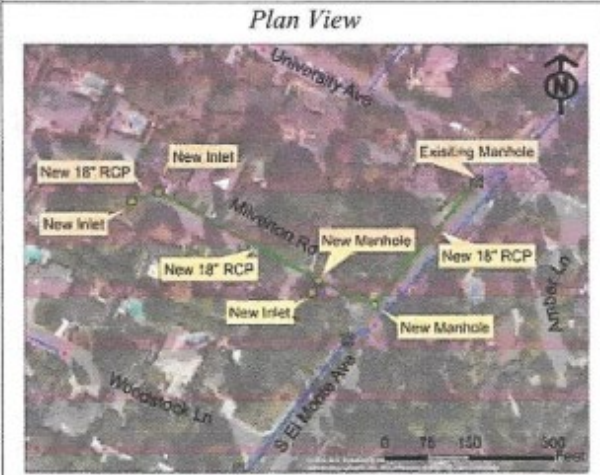 Plan View
University Ave
N
New Inlet
Exisitng Manhole
New 18" RCP
New Inlet
Milverton Rd
New Manhole
New 18" RCP
New 18" RCP
Amber Ln
New Inlet
New Manhole
Woodstock Ln
S El Monte Ave
0 75 150 300
Feet